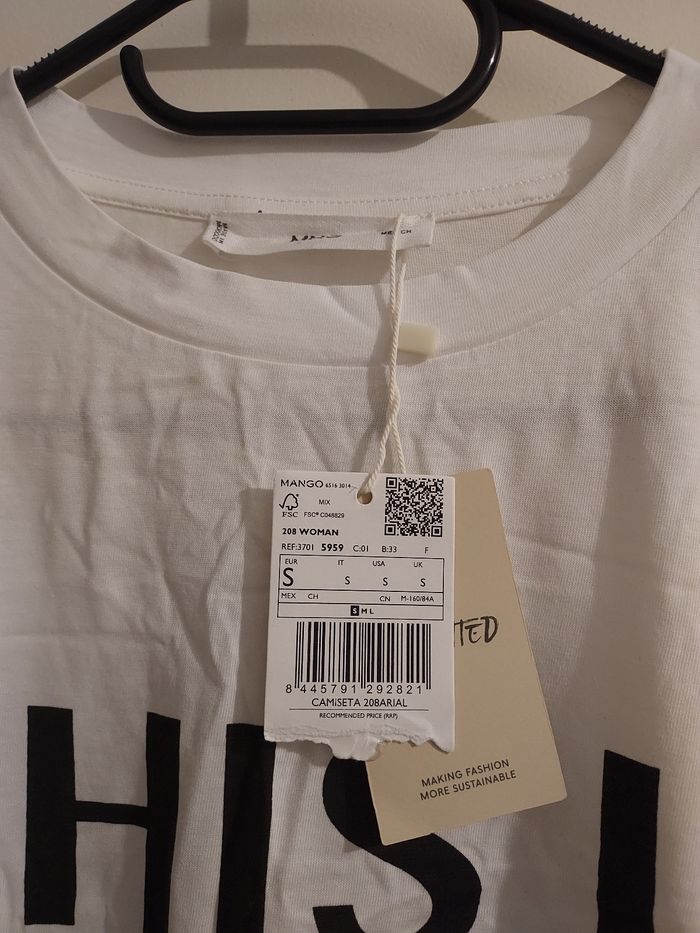 MANGO 6516 3014
MIX
FSC FSC® C048829
208 WOMAN
REF:3701 5959 C:01 B:33 F
EUR IT USA UK
S S S S
MEX CH CN M-160/84A
S M L
8 445791 292821
CAMiSETA 208ARIAL
RECOMMENDED PRICE (RRP)
TED
MAKING FASHION
MORE SUSTAINABLE
HIS